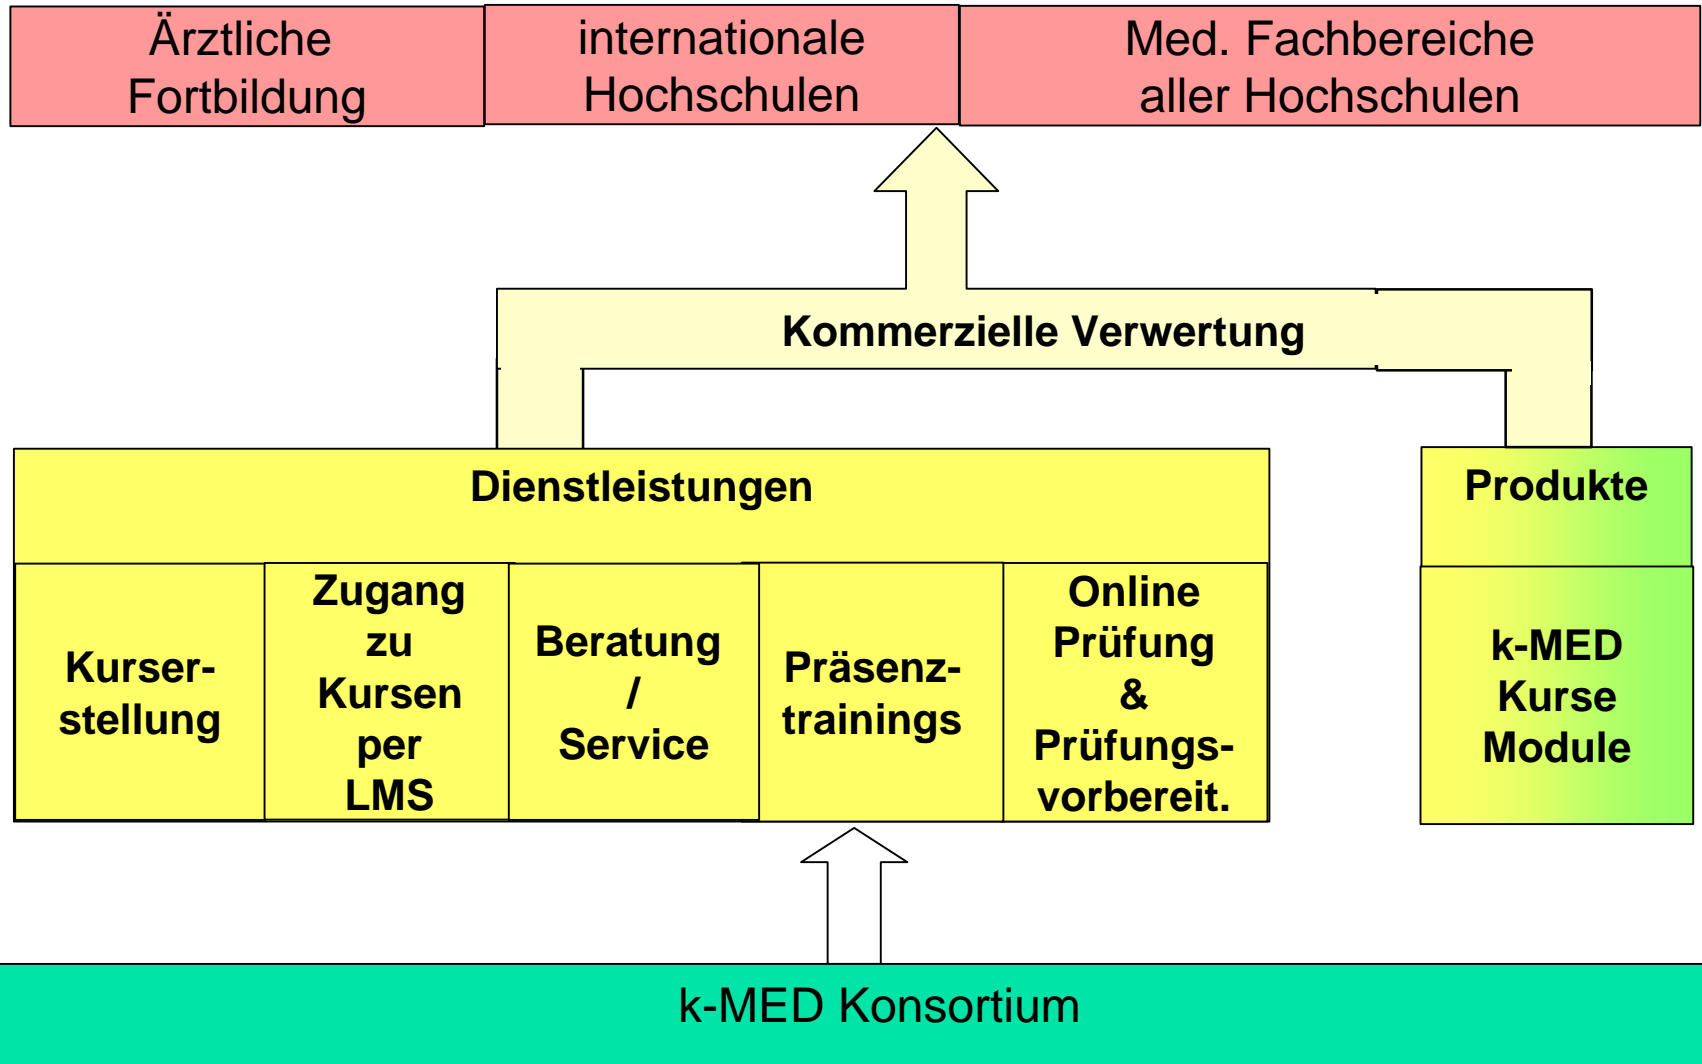 Ärztliche
Fortbildung
internationale
Hochschulen
Med. Fachbereiche
aller Hochschulen
Kommerzielle Verwertung
Dienstleistungen
Produkte
Kurser-
stellung
Zugang
zu
Kursen
per
LMS
Beratung
/
Service
Präsenz-
trainings
Online
Prüfung
&
Prüfungs-
vorbereit.
k-MED
Kurse
Module
k-MED Konsortium